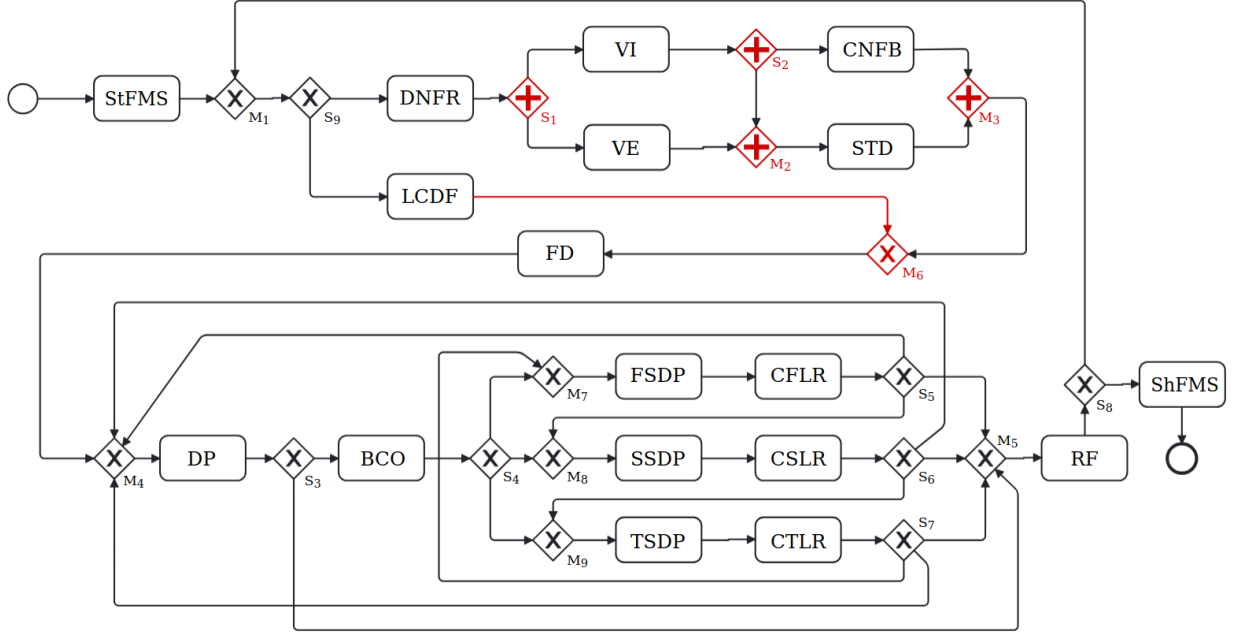 VI
S₂
CNFB
StFMS
M₁
S₉
DNFR
S₁
M₃
VE
M₂
STD
LCDF
FD
M₆
M₇
FSDP
CFLR
S₅
S₈
ShFMS
M₄
DP
S₃
BCO
S₄
M₈
SSDP
CSLR
S₆
M₅
RF
M₉
TSDP
CTLR
S₇